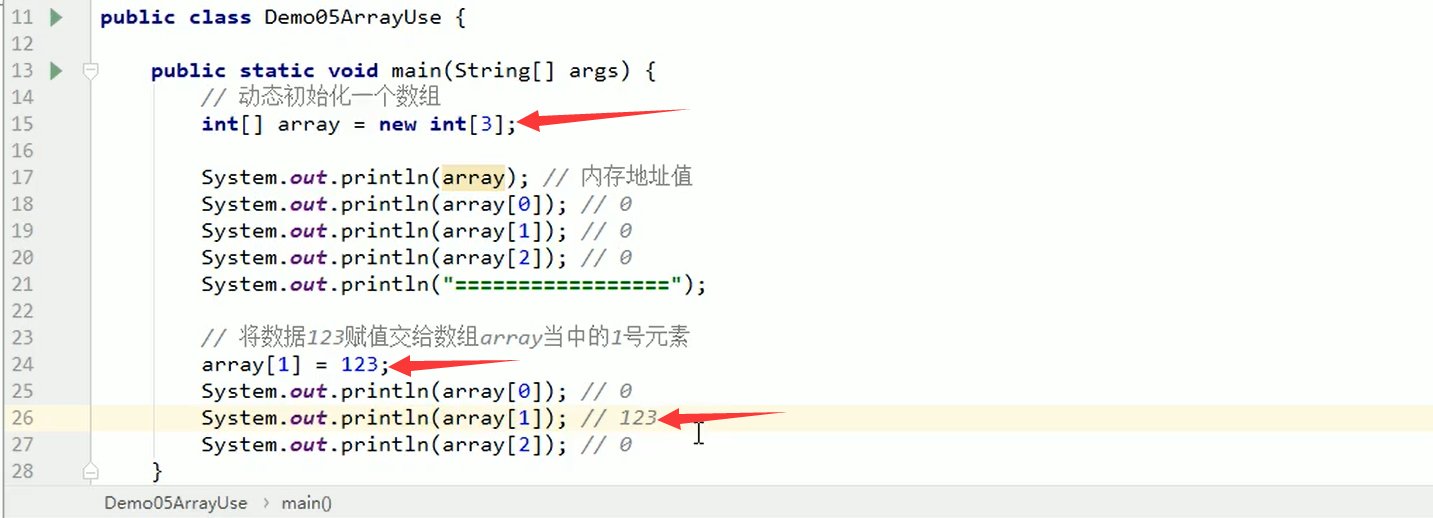 11 public class Demo05ArrayUse {
12
13 public static void main(String[] args) {
14 // 动态初始化一个数组
15 int[] array = new int[3];
16
17 System.out.println(array); // 内存地址值
18 System.out.println(array[0]); // 0
19 System.out.println(array[1]); // 0
20 System.out.println(array[2]); // 0
21 System.out.println("=================");
22
23 // 将数据123赋值交给数组array当中的1号元素
24 array[1] = 123;
25 System.out.println(array[0]); // 0
26 System.out.println(array[1]); // 123
27 System.out.println(array[2]); // 0
28 }
Demo05ArrayUse › main()